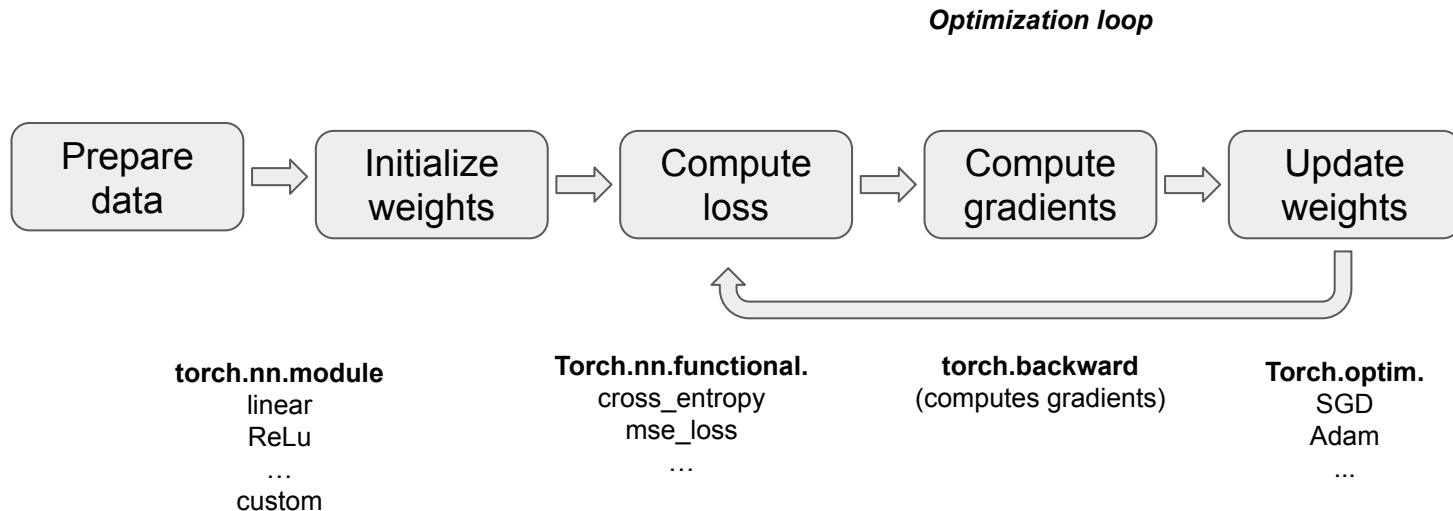 Optimization loop
Prepare
data
Initialize
weights
Compute
loss
Compute
gradients
Update
weights
torch.nn.module
linear
ReLu
…
custom
Torch.nn.functional.
cross_entropy
mse_loss
…
torch.backward
(computes gradients)
Torch.optim.
SGD
Adam
...